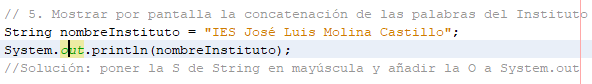 // 5. Mostrar por pantalla la concatenación de las palabras del Instituto
String nombreInstituto = "IES José Luis Molina Castillo";
System.out.println(nombreInstituto);
//Solución: poner la S de String en mayúscula y añadir la O a System.out